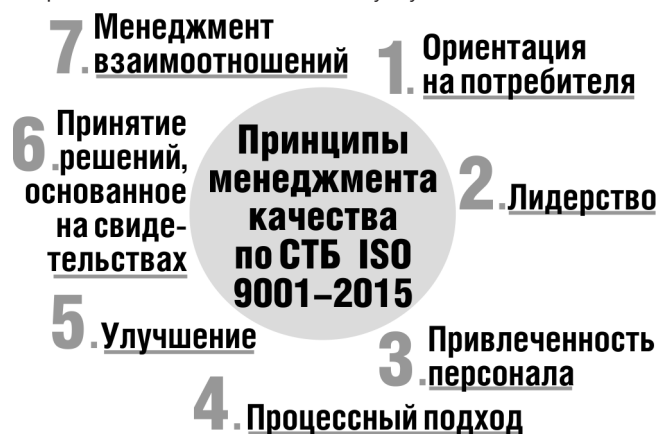 Принципы
менеджмента
качества
по СТБ ISO
9001–2015
1. Ориентация
на потребителя
2. Лидерство
3. Привлеченность
персонала
4. Процессный подход
5. Улучшение
6. Принятие
решений,
основанное
на свиде-
тельствах
7. Менеджмент
взаимоотношений